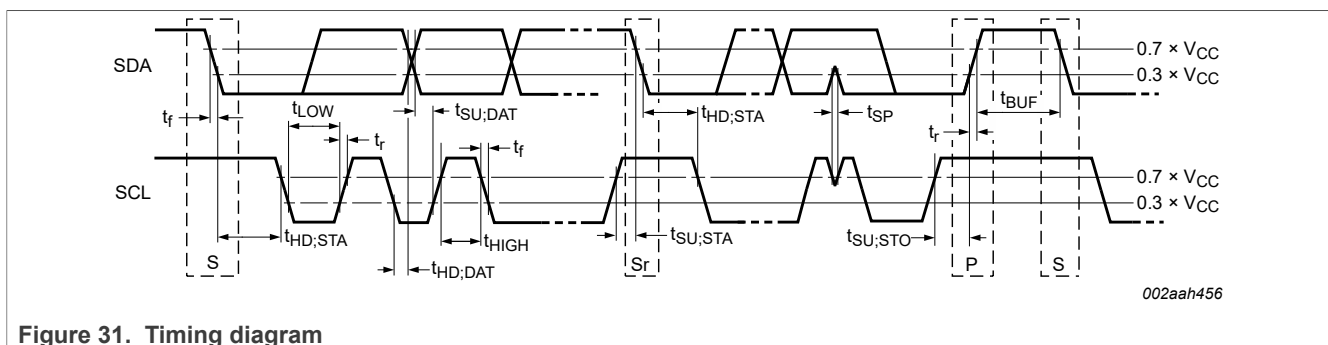 SDA
0.7 × VCC
0.3 × VCC
tf
tLOW
tr
tSU;DAT
tf
tHD;STA
tSP
tr
tBUF
SCL
0.7 × VCC
0.3 × VCC
tHD;STA
tHD;DAT
tHIGH
tSU;STA
tSU;STO
S
Sr
P
S
002aah456
Figure 31. Timing diagram